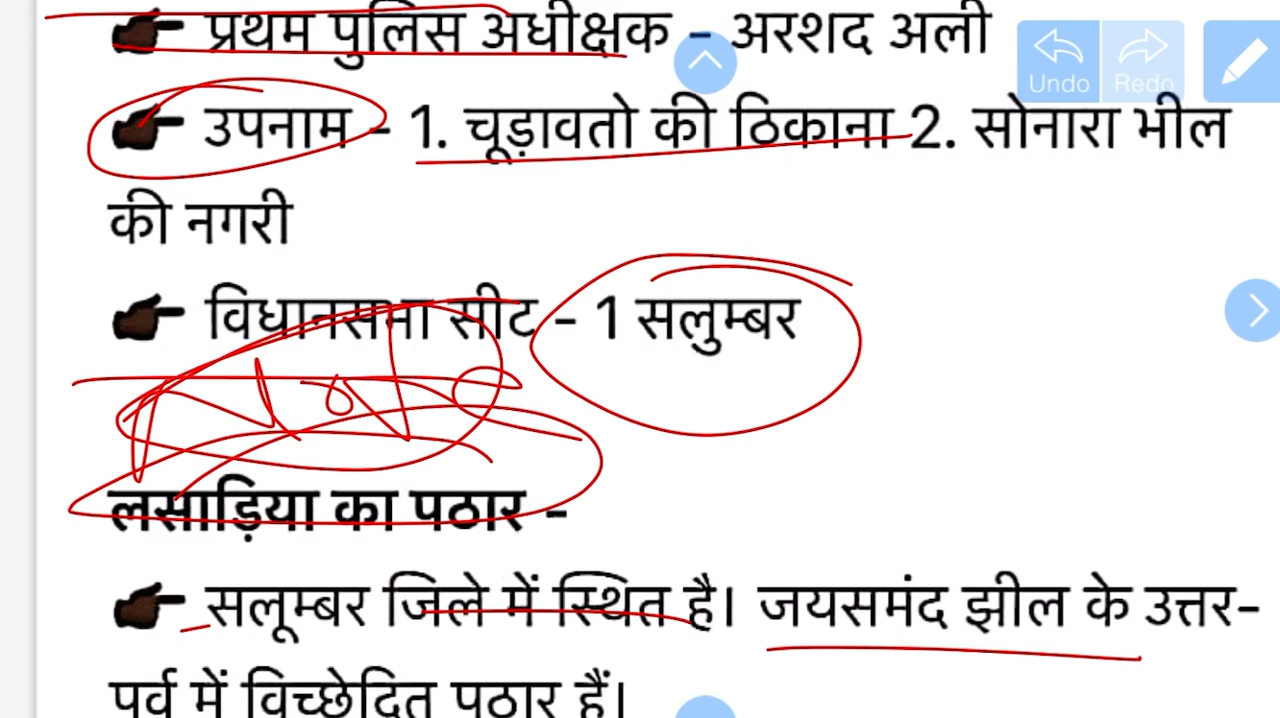 प्रथम पुलिस अधीक्षक - अरशद अली
Undo Redo
उपनाम - 1. चूड़ावतो की ठिकाना 2. सोनारा भील
की नगरी
विधानसभा सीट - 1 सलुम्बर
Note
लसाड़िया का पठार -
सलूम्बर जिले में स्थित है। जयसमंद झील के उत्तर-
पूर्व में विच्छेदित पठार हैं।